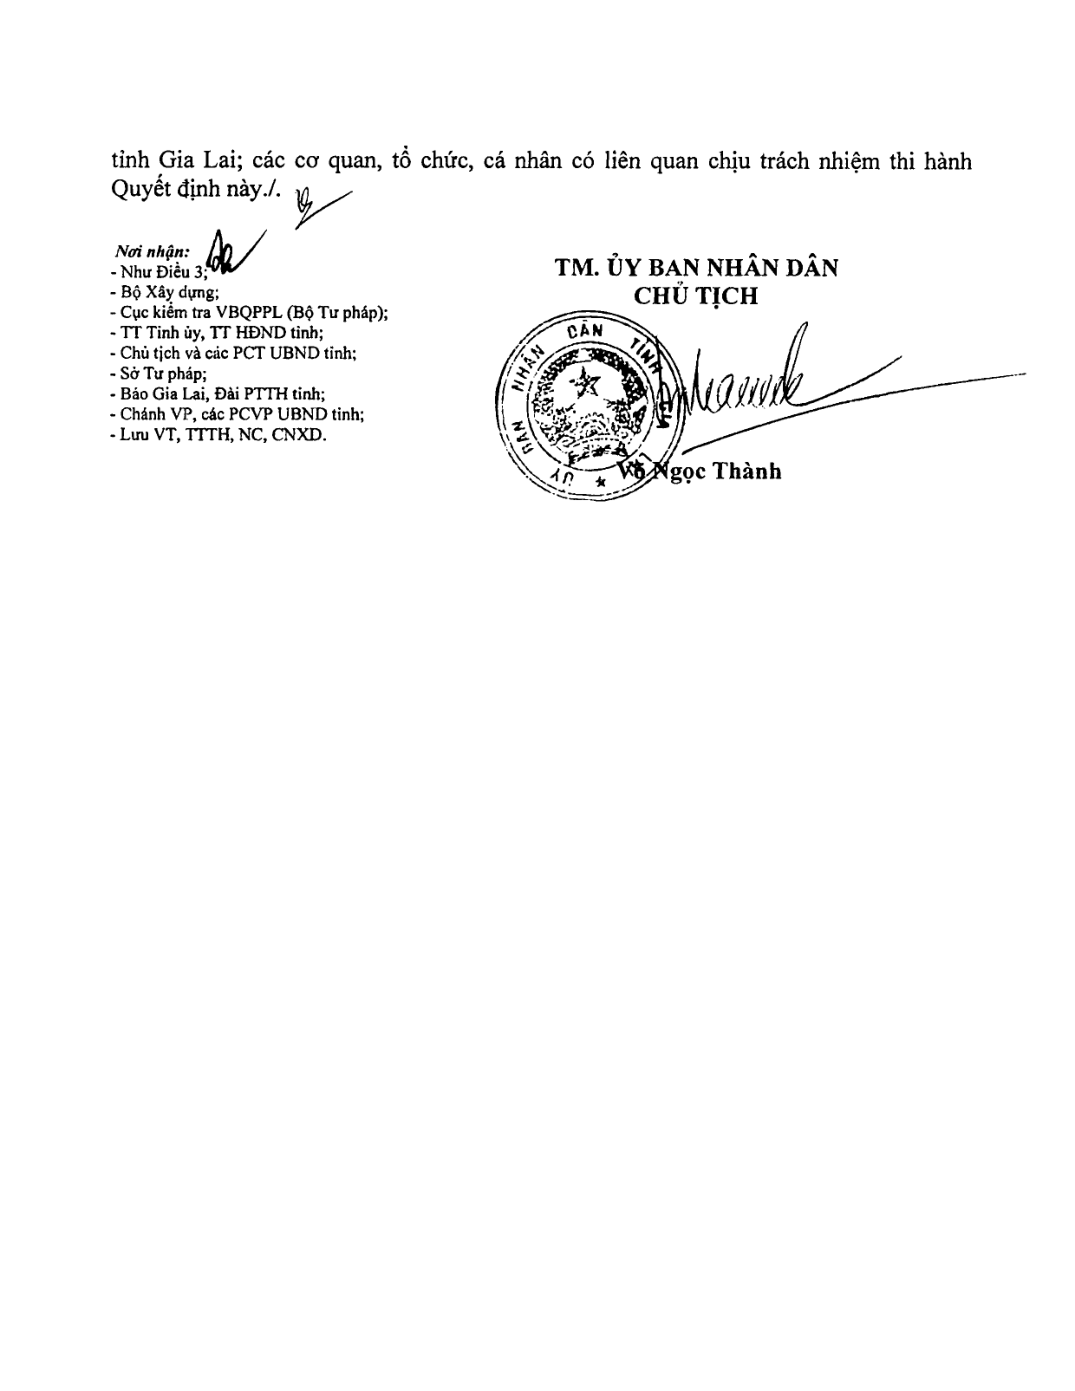 tỉnh Gia Lai; các cơ quan, tổ chức, cá nhân có liên quan chịu trách nhiệm thi hành
Quyết định này./.
Nơi nhận:
- Như Điều 3;
- Bộ Xây dựng;
- Cục kiểm tra VBQPPL (Bộ Tư pháp);
- TT Tỉnh ủy, TT HĐND tỉnh;
- Chủ tịch và các PCT UBND tỉnh;
- Sở Tư pháp;
- Báo Gia Lai, Đài PTTH tỉnh;
- Chánh VP, các PCVP UBND tỉnh;
- Lưu VT, TTTH, NC, CNXD.
TM. ỦY BAN NHÂN DÂN
CHỦ TỊCH
ỦY BAN NHÂN DÂN TỈNH GIA LAI
Võ Ngọc Thành